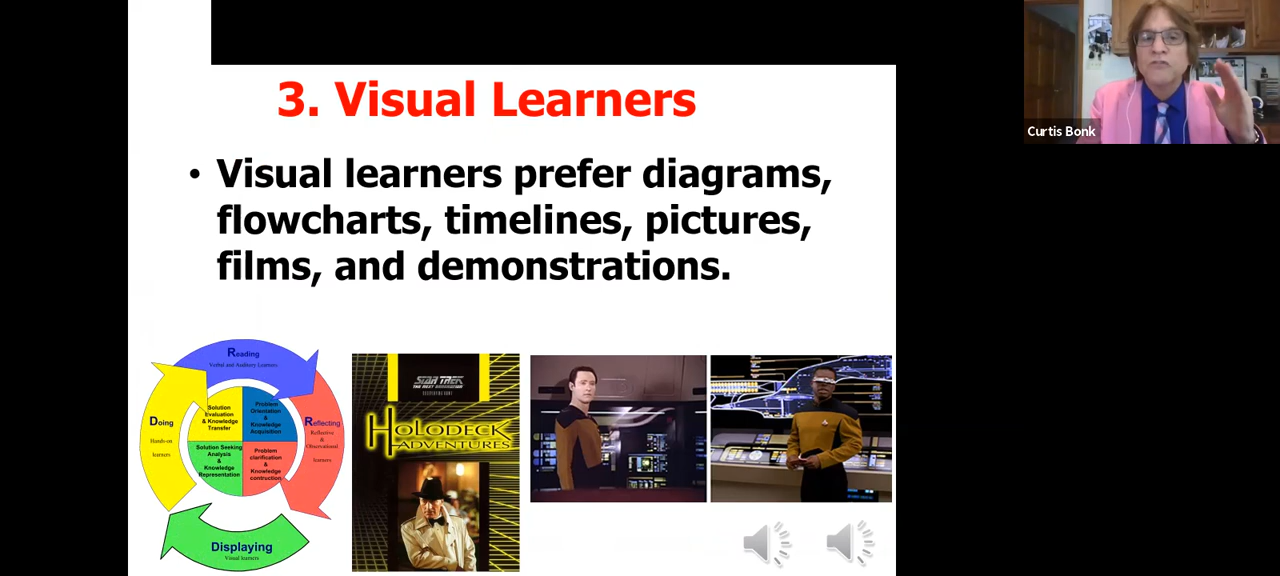 3. Visual Learners
Curtis Bonk
• Visual learners prefer diagrams,
flowcharts, timelines, pictures,
films, and demonstrations.
Reading
Verbal and Auditory Learners
Doing
Hands-on
learners
Reflecting
Reflective
&
Observational
learners
Solution
Evaluation
& Knowledge
Transfer
Problem
Orientation
&
Knowledge
Acquisition
Solution Seeking
Analysis
&
Knowledge
Representation
Problem
clarification
&
Knowledge
contruction
Displaying
Visual learners
STAR TREK
THE NEXT GENERATION
HOLODECK
ADVENTURES